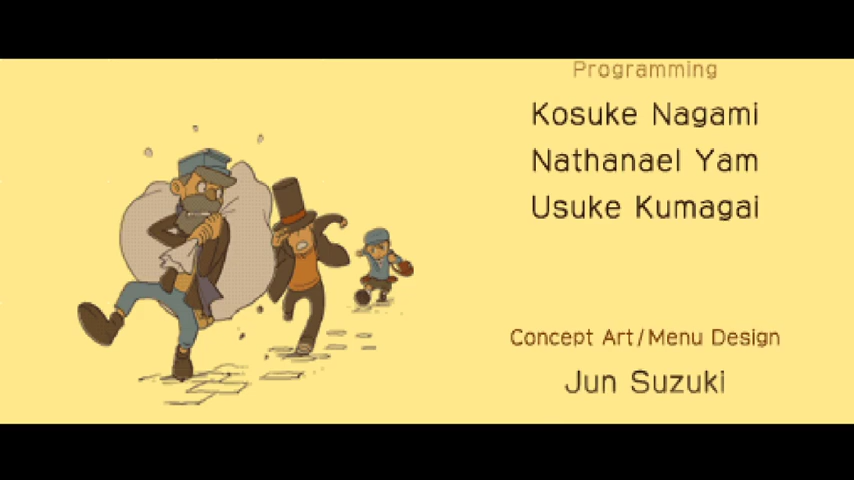 Programming
Kosuke Nagami
Nathanael Yam
Usuke Kumagai
Concept Art/Menu Design
Jun Suzuki